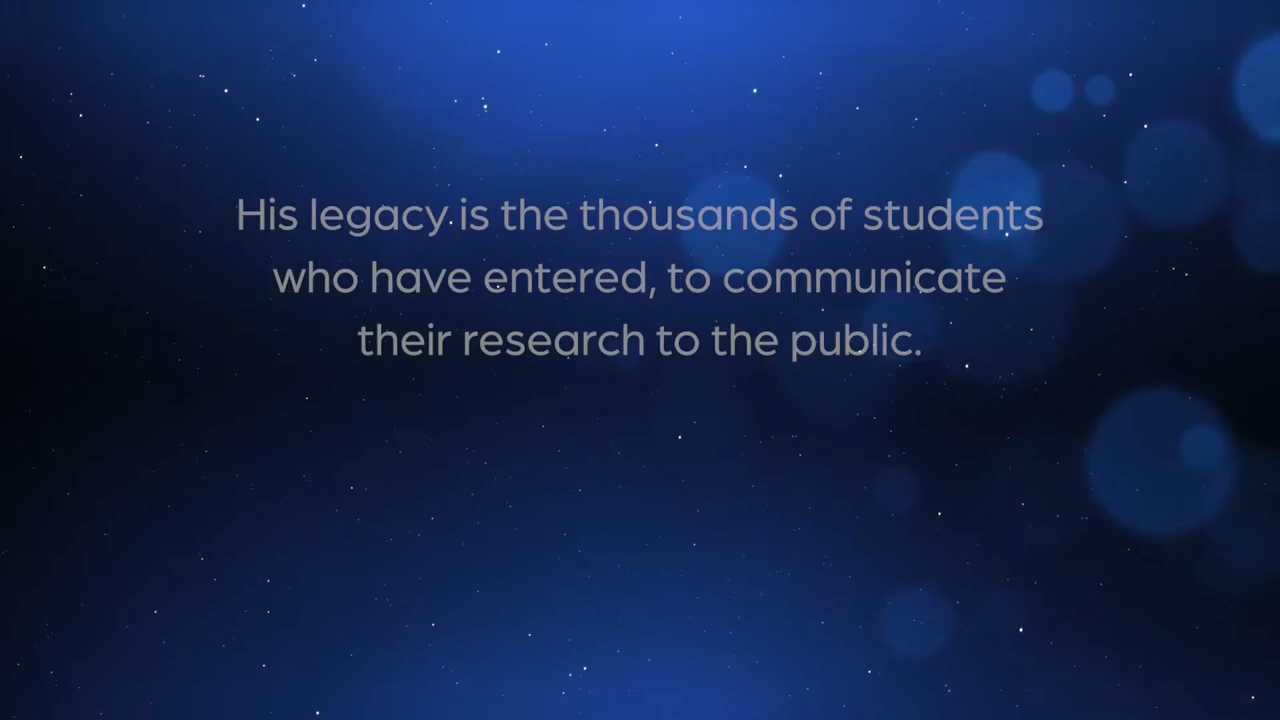 His legacy is the thousands of students
who have entered, to communicate
their research to the public.